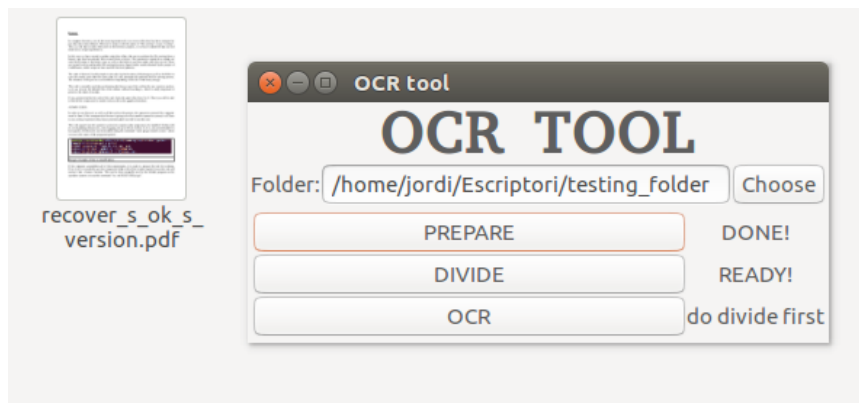 recover_s_ok_s_
version.pdf
OCR tool
OCR TOOL
Folder: /home/jordi/Escriptori/testing_folder Choose
PREPARE DONE!
DIVIDE READY!
OCR do divide first